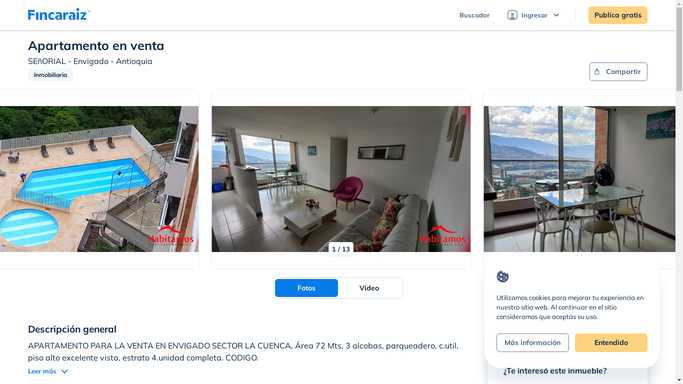 Fincaraiz
Buscador
Ingresar
Publica gratis
Apartamento en venta
SEñORIAL - Envigado - Antioquia
Inmobiliaria
Compartir
Habitamos
Habitamos
1 / 13
Fotos
Video
Utilizamos cookies para mejorar tu experiencia en
nuestro sitio web. Al continuar en el sitio
consideramos que aceptas su uso.
Más información
Entendido
Descripción general
APARTAMENTO PARA LA VENTA EN ENVIGADO SECTOR LA CUENCA, Área 72 Mts, 3 alcobas, parqueadero, c.util,
piso alto excelente vista, estrato 4.unidad completa. CODIGO.
Leer más
¿Te interesó este inmueble?